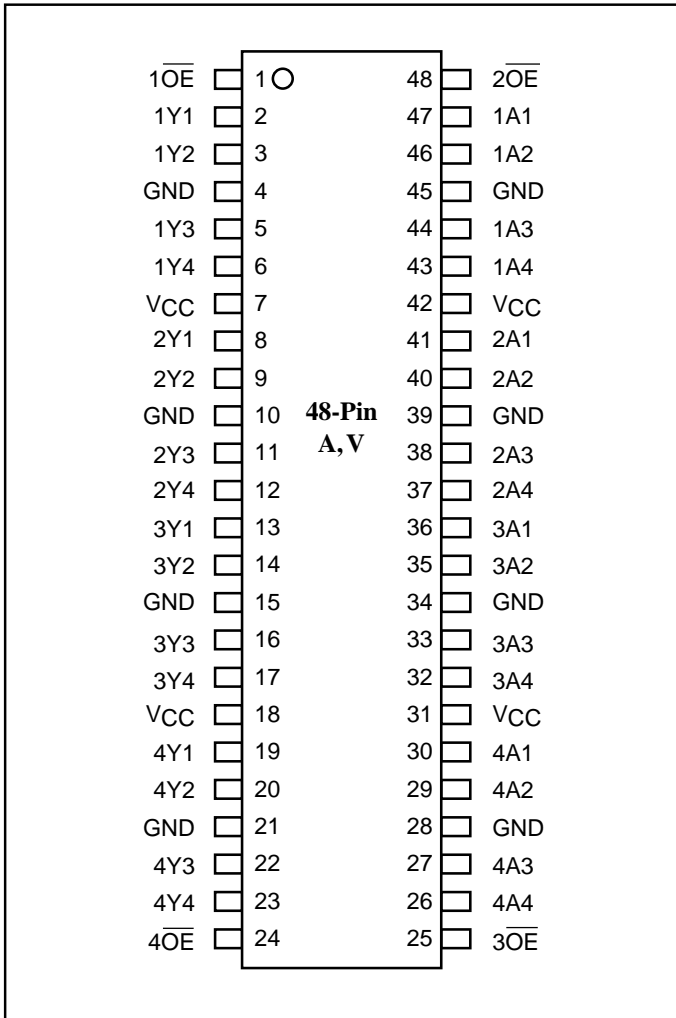 1OE 1 48 2OE
1Y1 2 47 1A1
1Y2 3 46 1A2
GND 4 45 GND
1Y3 5 44 1A3
1Y4 6 43 1A4
VCC 7 42 VCC
2Y1 8 41 2A1
2Y2 9 40 2A2
GND 10 48-Pin 39 GND
A, V
2Y3 11 38 2A3
2Y4 12 37 2A4
3Y1 13 36 3A1
3Y2 14 35 3A2
GND 15 34 GND
3Y3 16 33 3A3
3Y4 17 32 3A4
VCC 18 31 VCC
4Y1 19 30 4A1
4Y2 20 29 4A2
GND 21 28 GND
4Y3 22 27 4A3
4Y4 23 26 4A4
4OE 24 25 3OE